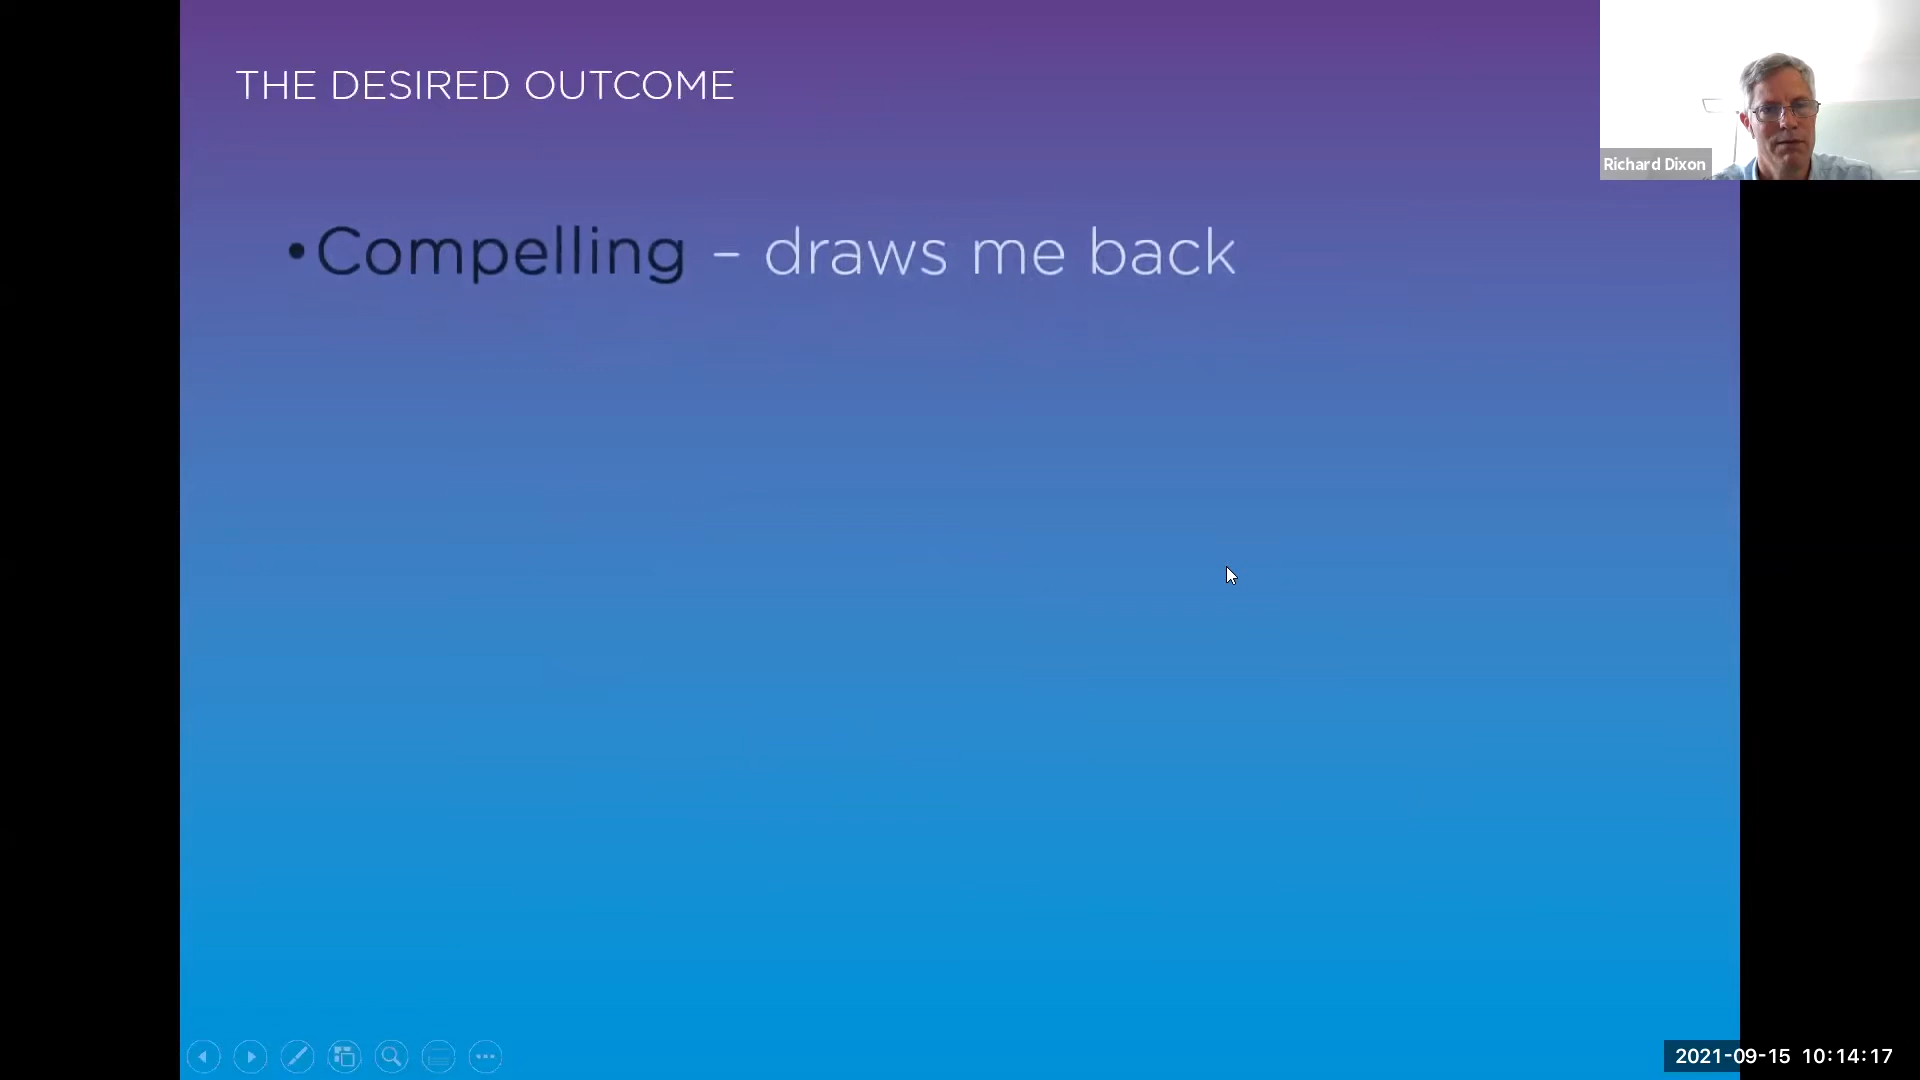 THE DESIRED OUTCOME
Richard Dixon
• Compelling – draws me back
2021-09-15 10:14:17